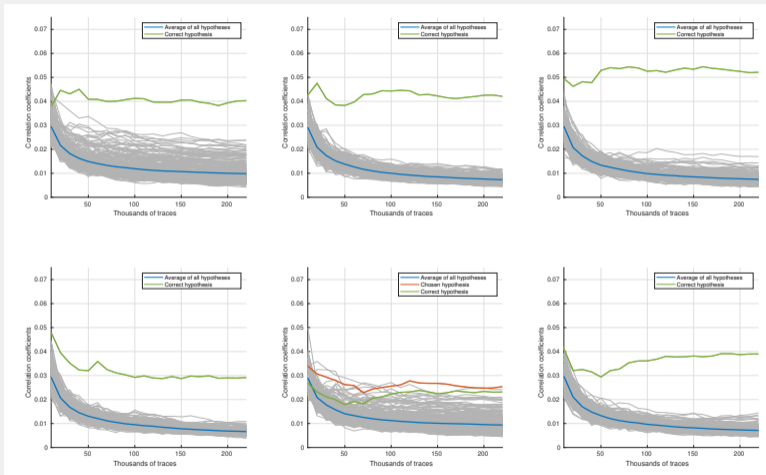 0.07
0.06
0.05
0.04
0.03
0.02
0.01
0
50
100
150
200
Correlation coefficients
Thousands of traces
Average of all hypotheses
Correct hypothesis
0.07
0.06
0.05
0.04
0.03
0.02
0.01
0
50
100
150
200
Correlation coefficients
Thousands of traces
Average of all hypotheses
Correct hypothesis
0.07
0.06
0.05
0.04
0.03
0.02
0.01
0
50
100
150
200
Correlation coefficients
Thousands of traces
Average of all hypotheses
Correct hypothesis
0.07
0.06
0.05
0.04
0.03
0.02
0.01
0
50
100
150
200
Correlation coefficients
Thousands of traces
Average of all hypotheses
Correct hypothesis
0.07
0.06
0.05
0.04
0.03
0.02
0.01
0
50
100
150
200
Correlation coefficients
Thousands of traces
Average of all hypotheses
Chosen hypothesis
Correct hypothesis
0.07
0.06
0.05
0.04
0.03
0.02
0.01
0
50
100
150
200
Correlation coefficients
Thousands of traces
Average of all hypotheses
Correct hypothesis